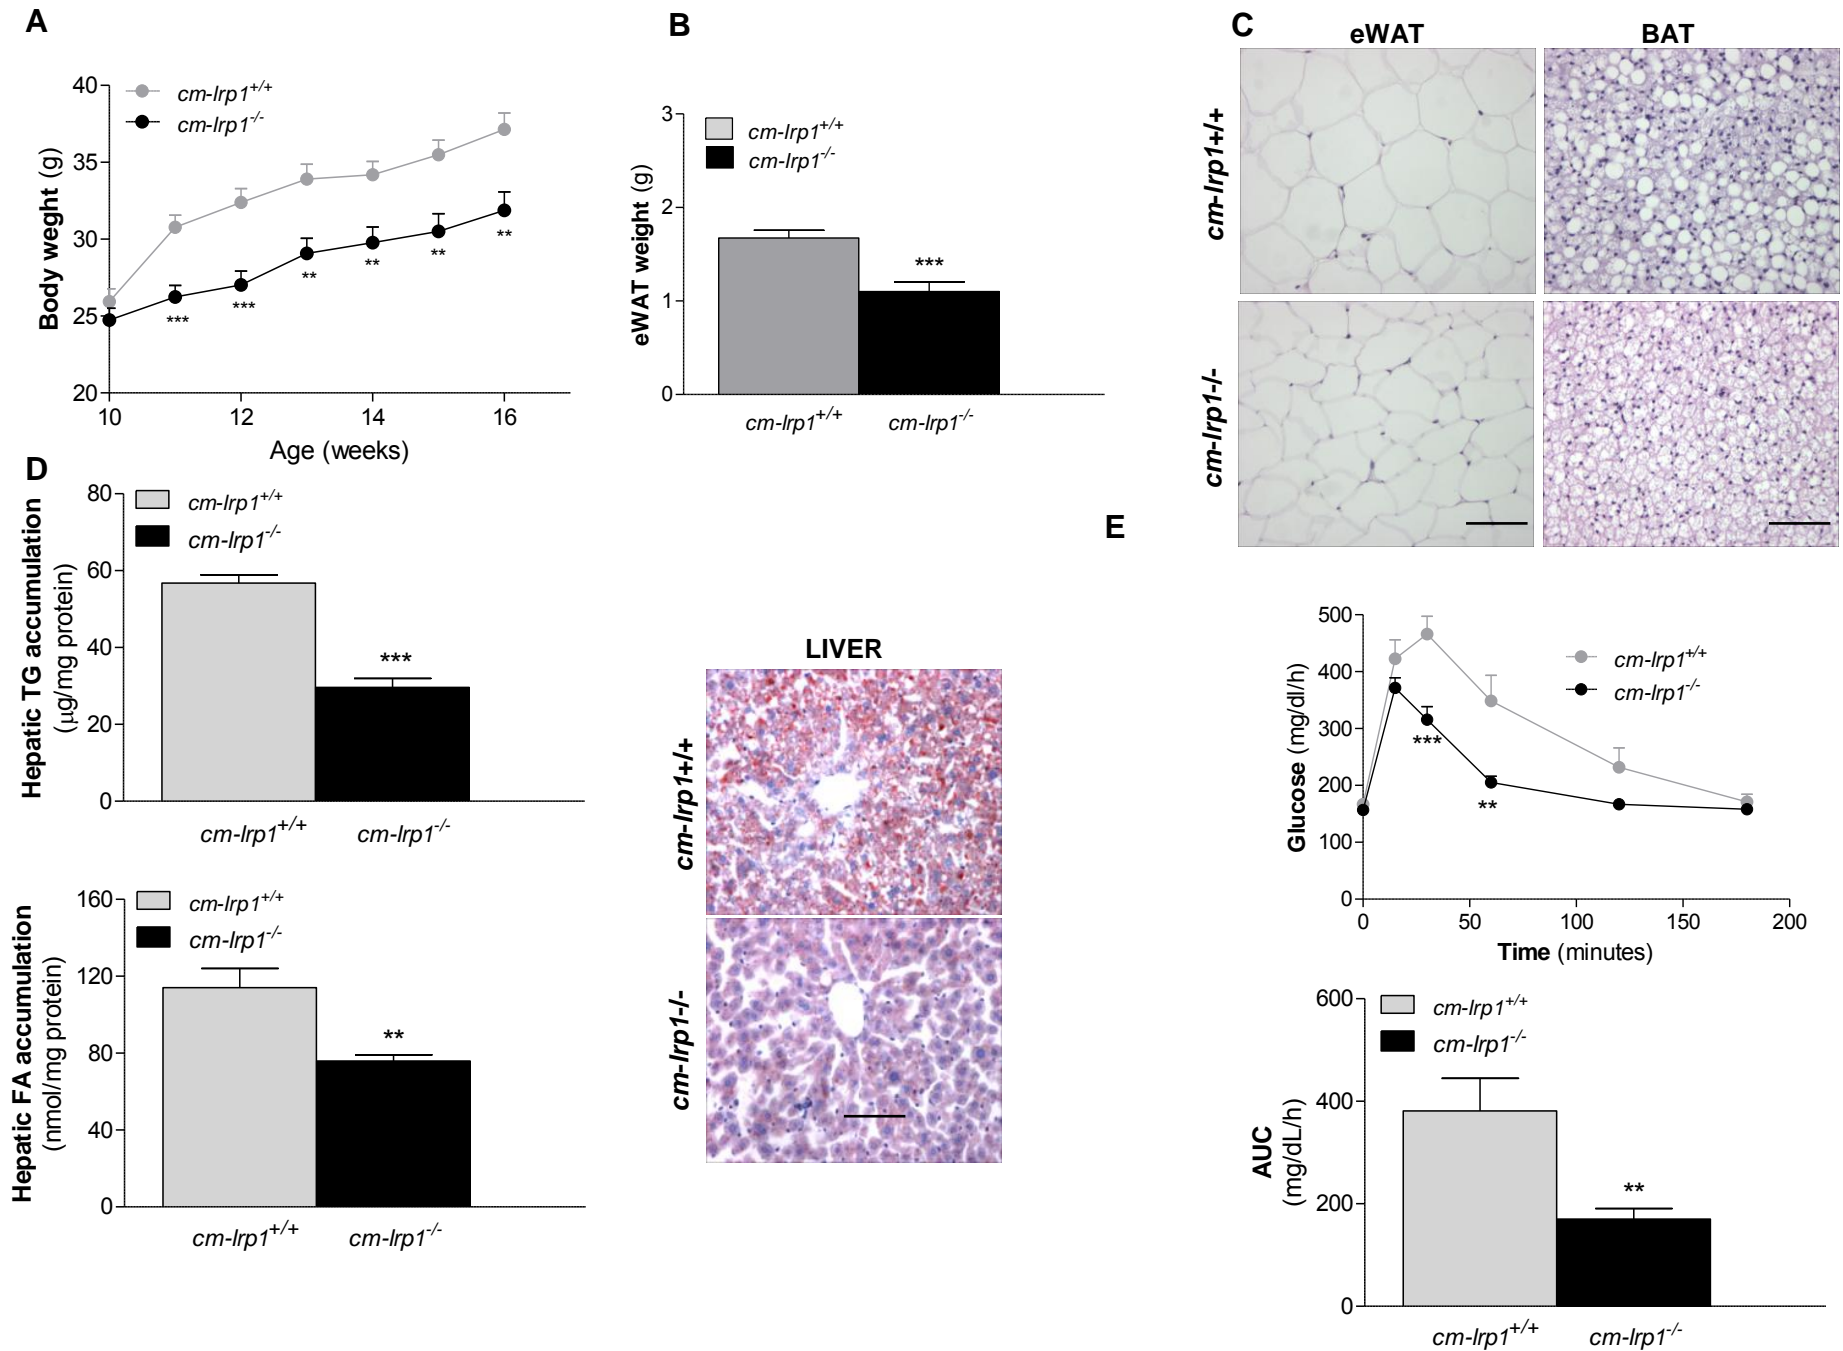 A
40
35
30
25
20
Body weght (g)
cm-lrp1+/+
cm-lrp1-/-
***
***
**
**
**
**
10
12
14
16
Age (weeks)
B
3
2
1
0
eWAT weight (g)
cm-lrp1+/+
cm-lrp1-/-
***
cm-lrp1+/+
cm-lrp1-/-
C
eWAT
BAT
cm-lrp1+/+
cm-lrp1-/-
D
80
60
40
20
0
Hepatic TG accumulation
(µg/mg protein)
cm-lrp1+/+
cm-lrp1-/-
***
cm-lrp1+/+
cm-lrp1-/-
160
120
80
40
0
Hepatic FA accumulation
(nmol/mg protein)
cm-lrp1+/+
cm-lrp1-/-
**
cm-lrp1+/+
cm-lrp1-/-
LIVER
cm-lrp1+/+
cm-lrp1-/-
E
500
400
300
200
100
0
Glucose (mg/dl/h)
cm-lrp1+/+
cm-lrp1-/-
***
**
0
50
100
150
200
Time (minutes)
600
400
200
0
AUC
(mg/dL/h)
cm-lrp1+/+
cm-lrp1-/-
**
cm-lrp1+/+
cm-lrp1-/-